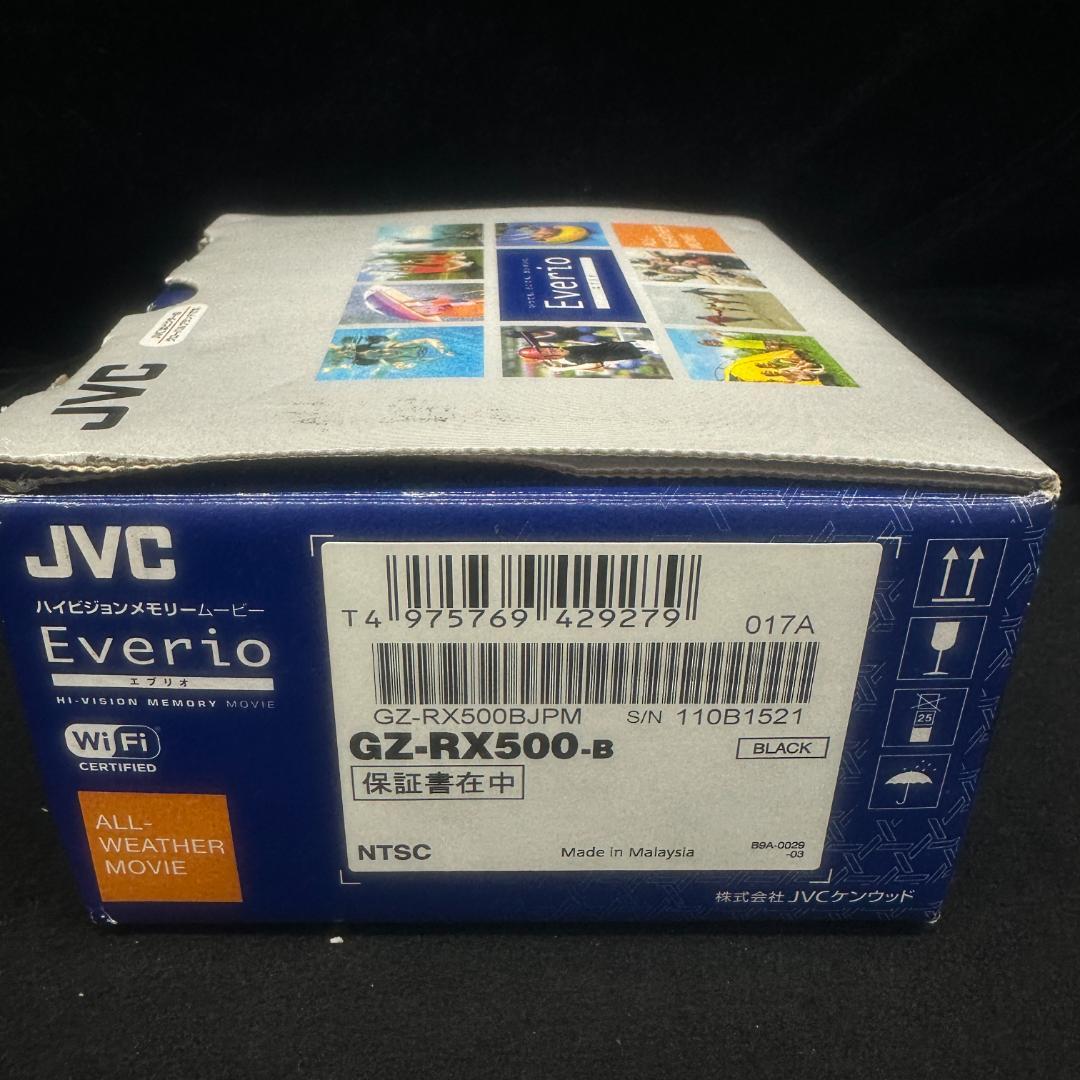 Everio
JVC
JVC
ハイビジョンメモリームービー
Everio
エブリオ
HI-VISION MEMORY MOVIE
Wi Fi
CERTIFIED
ALL-
WEATHER
MOVIE
T4 975769 429279
017A
GZ-RX500BJPM S/N 110B1521
GZ-RX500-B
BLACK
保証書在中
NTSC
Made in Malaysia
B9A-0029
-03
25
株式会社 JVCケンウッド